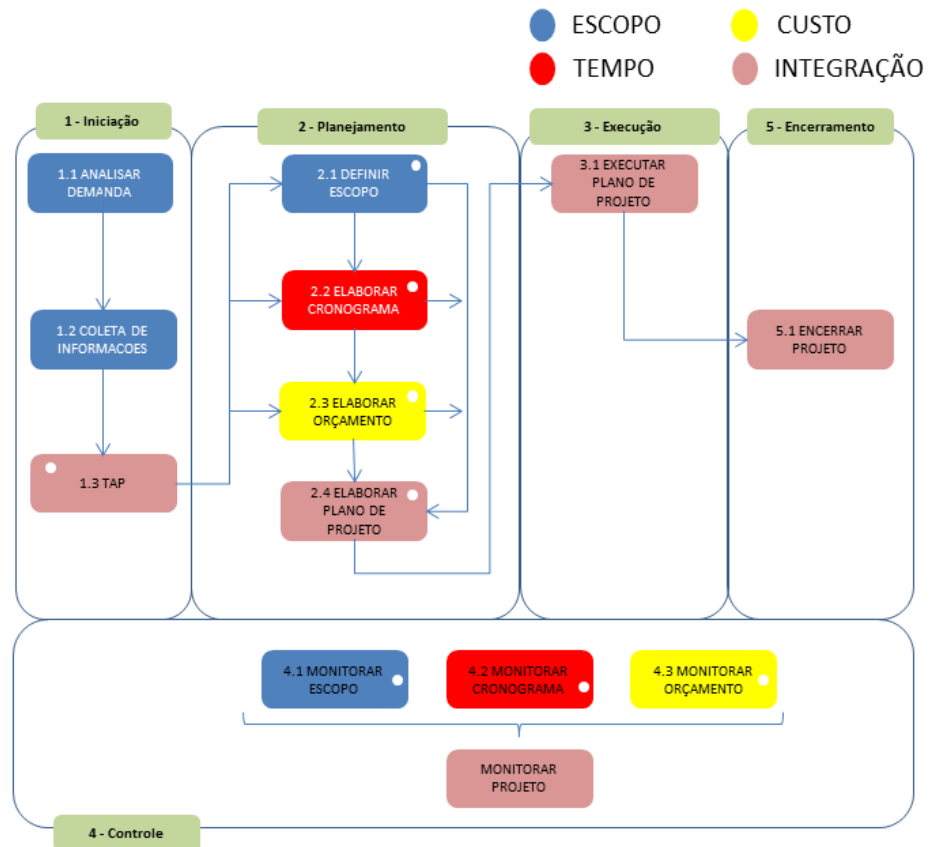 ESCOPO
CUSTO
TEMPO
INTEGRAÇÃO
1 - Iniciação
2 - Planejamento
3 - Execução
5 - Encerramento
1.1 ANALISAR
DEMANDA
2.1 DEFINIR
ESCOPO
3.1 EXECUTAR
PLANO DE
PROJETO
1.2 COLETA DE
INFORMACOES
2.2 ELABORAR
CRONOGRAMA
5.1 ENCERRAR
PROJETO
2.3 ELABORAR
ORÇAMENTO
1.3 TAP
2.4 ELABORAR
PLANO DE
PROJETO
4.1 MONITORAR
ESCOPO
4.2 MONITORAR
CRONOGRAMA
4.3 MONITORAR
ORÇAMENTO
MONITORAR
PROJETO
4 - Controle